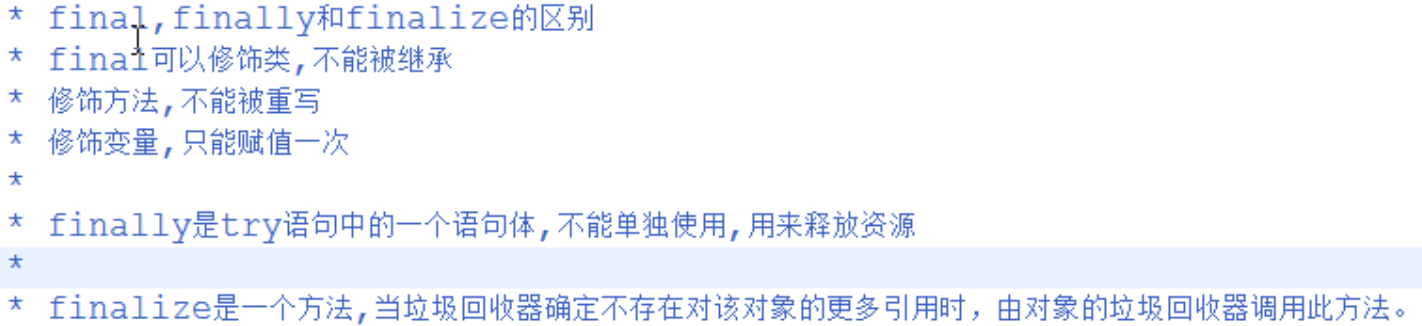 * final,finally和finalize的区别
* final可以修饰类,不能被继承
* 修饰方法,不能被重写
* 修饰变量,只能赋值一次
*
* finally是try语句中的一个语句体,不能单独使用,用来释放资源
*
* finalize是一个方法,当垃圾回收器确定不存在对该对象的更多引用时，由对象的垃圾回收器调用此方法。